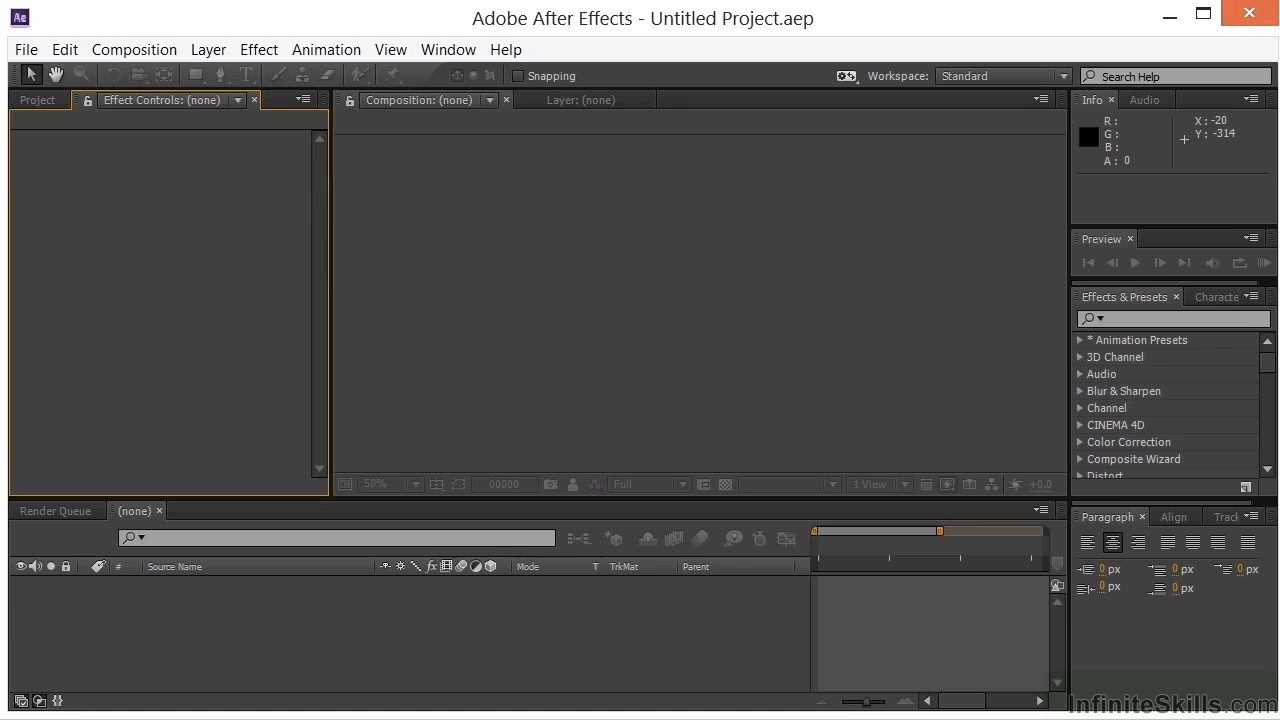 Ae
Adobe After Effects - Untitled Project.aep
File Edit Composition Layer Effect Animation View Window Help
Snapping
Workspace: Standard
Search Help
Project
Effect Controls: (none)
Composition: (none)
Layer: (none)
Info
Audio
R :
G :
B :
A : 0
X : -20
Y : -314
Preview
Effects & Presets
Characte
* Animation Presets
3D Channel
Audio
Blur & Sharpen
Channel
CINEMA 4D
Color Correction
Composite Wizard
Distort
50%
00000
Full
1 View
+0.0
Render Queue
(none)
# Source Name
fx
Mode
T TrkMat
Parent
Paragraph
Align
Track
0 px 0 px 0 px
0 px 0 px
InfiniteSkills.com